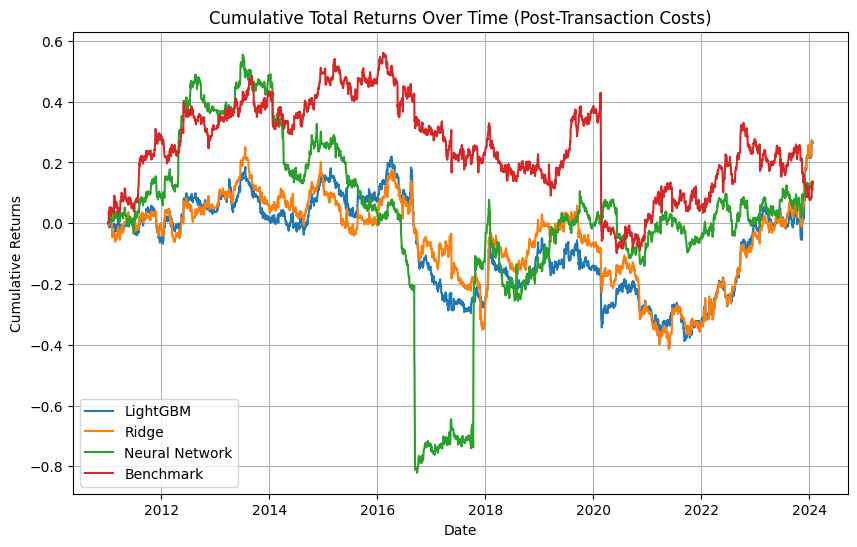 Cumulative Total Returns Over Time (Post-Transaction Costs)
0.6
0.4
0.2
0.0
−0.2
−0.4
−0.6
−0.8
Cumulative Returns
LightGBM
Ridge
Neural Network
Benchmark
2012 2014 2016 2018 2020 2022 2024
Date